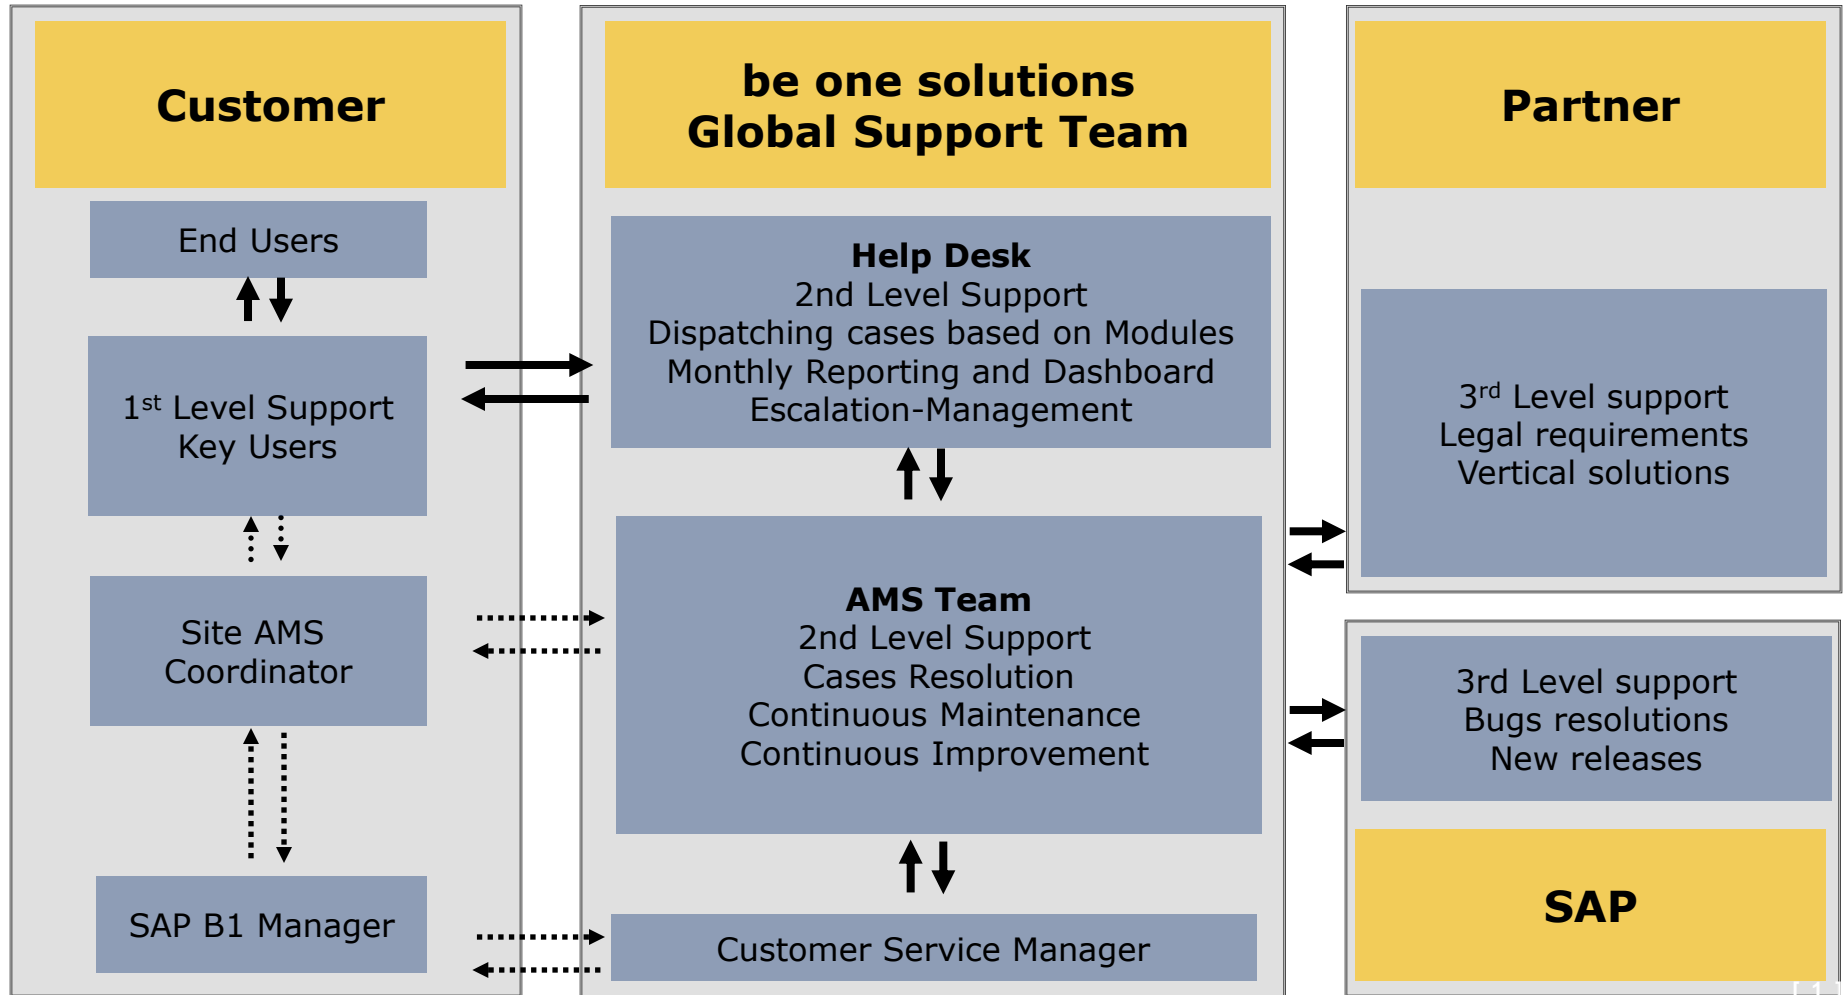 Customer
End Users
1st Level Support
Key Users
Site AMS
Coordinator
SAP B1 Manager
be one solutions
Global Support Team
Help Desk
2nd Level Support
Dispatching cases based on Modules
Monthly Reporting and Dashboard
Escalation-Management
AMS Team
2nd Level Support
Cases Resolution
Continuous Maintenance
Continuous Improvement
Customer Service Manager
Partner
3rd Level support
Legal requirements
Vertical solutions
3rd Level support
Bugs resolutions
New releases
SAP
[ 1 ]